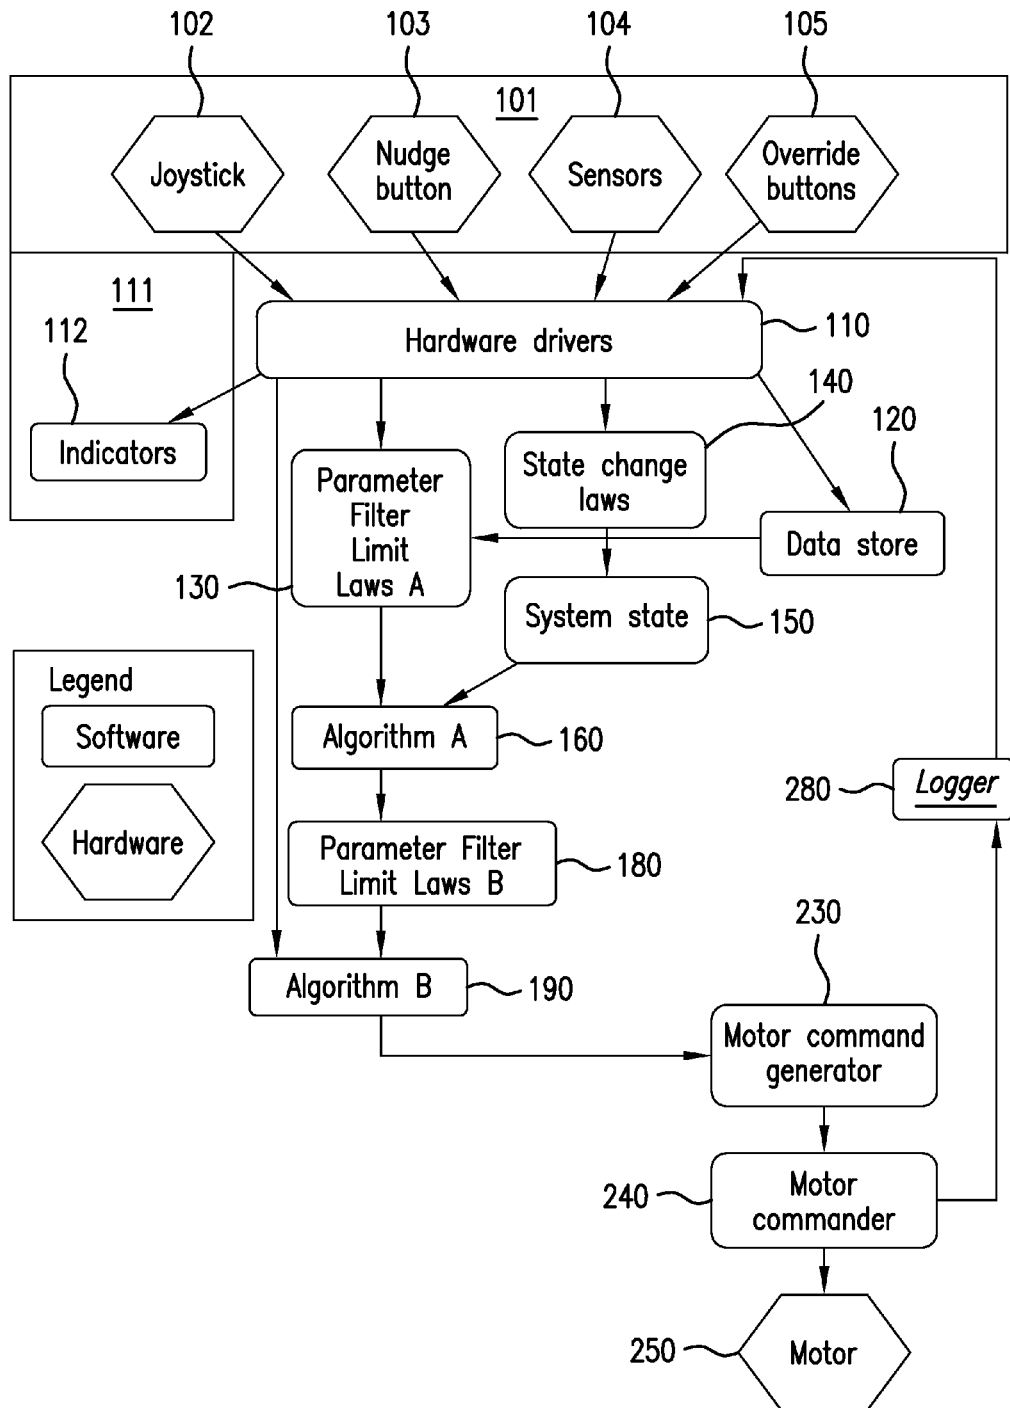 102
103
104
105
101
Joystick
Nudge
button
Sensors
Override
buttons
111
112
Hardware drivers
110
140
120
Indicators
Parameter
Filter
Limit
Laws A
State change
laws
Data store
130
System state
150
Legend
Software
Hardware
Algorithm A
160
280
Logger
Parameter Filter
Limit Laws B
180
230
Algorithm B
190
Motor command
generator
240
Motor
commander
250
Motor